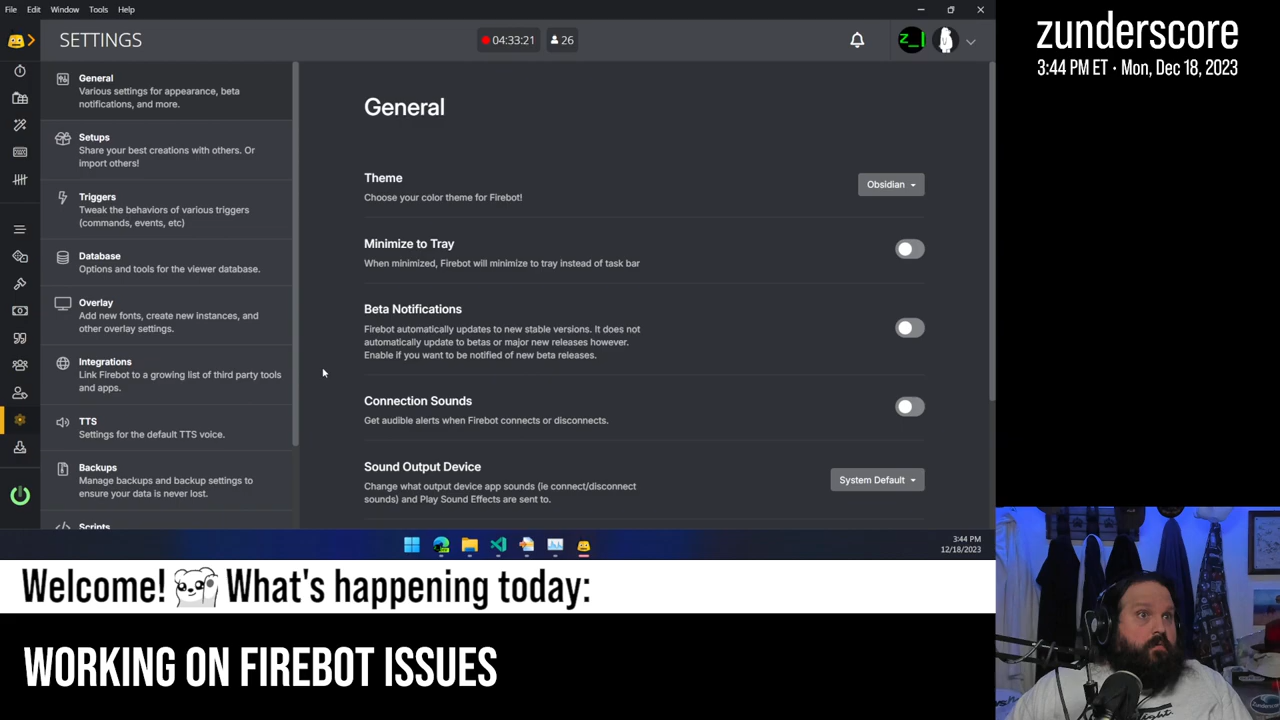 File Edit Window Tools Help
SETTINGS
04:33:21
26
z_
General
Various settings for appearance, beta
notifications, and more.
Setups
Share your best creations with others. Or
import others!
Triggers
Tweak the behaviors of various triggers
(commands, events, etc)
Database
Options and tools for the viewer database.
Overlay
Add new fonts, create new instances, and
other overlay settings.
Integrations
Link Firebot to a growing list of third party tools
and apps.
TTS
Settings for the default TTS voice.
Backups
Manage backups and backup settings to
ensure your data is never lost.
Scripts
General
Theme
Choose your color theme for Firebot!
Obsidian
Minimize to Tray
When minimized, Firebot will minimize to tray instead of task bar
Beta Notifications
Firebot automatically updates to new stable versions. It does not
automatically update to betas or major new releases however.
Enable if you want to be notified of new beta releases.
Connection Sounds
Get audible alerts when Firebot connects or disconnects.
Sound Output Device
Change what output device app sounds (ie connect/disconnect
sounds) and Play Sound Effects are sent to.
System Default
3:44 PM
12/18/2023
zunderscore
3:44 PM ET • Mon, Dec 18, 2023
Welcome! What's happening today:
WORKING ON FIREBOT ISSUES